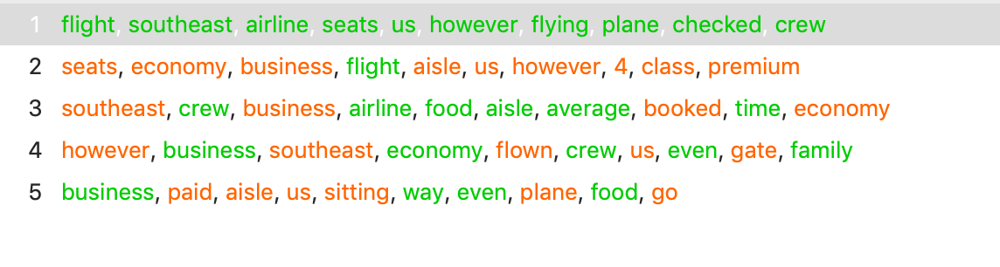 1 flight, southeast, airline, seats, us, however, flying, plane, checked, crew
2 seats, economy, business, flight, aisle, us, however, 4, class, premium
3 southeast, crew, business, airline, food, aisle, average, booked, time, economy
4 however, business, southeast, economy, flown, crew, us, even, gate, family
5 business, paid, aisle, us, sitting, way, even, plane, food, go